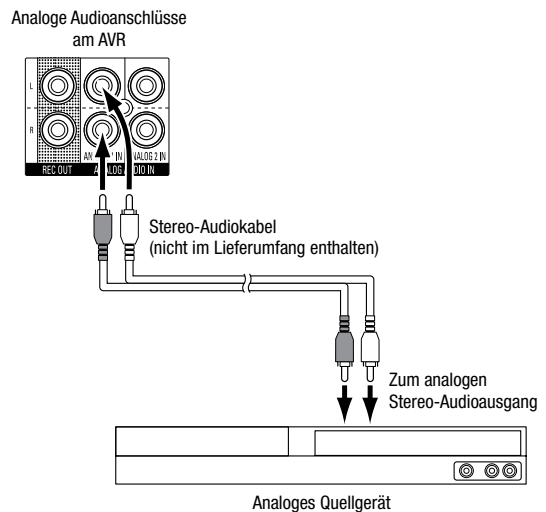 Analoge Audioanschlüsse
am AVR
L
R
REC OUT
IN
ANALOG 2 IN
Stereo-Audiokabel
(nicht im Lieferumfang enthalten)
Zum analogen
Stereo-Audioausgang
Analoges Quellgerät